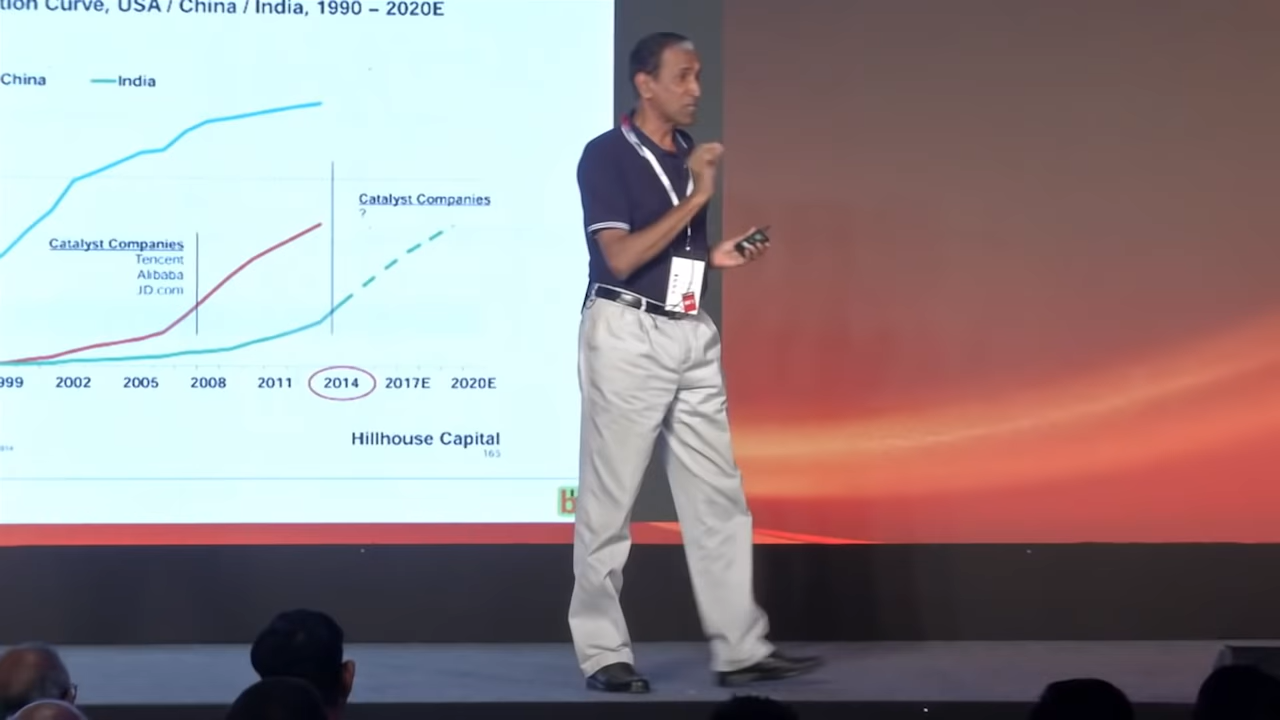 tion Curve, USA / China / India, 1990 – 2020E
China
India
Catalyst Companies
?
Catalyst Companies
Tencent
Alibaba
JD.com
999 2002 2005 2008 2011 2014 2017E 2020E
Hillhouse Capital
165
b